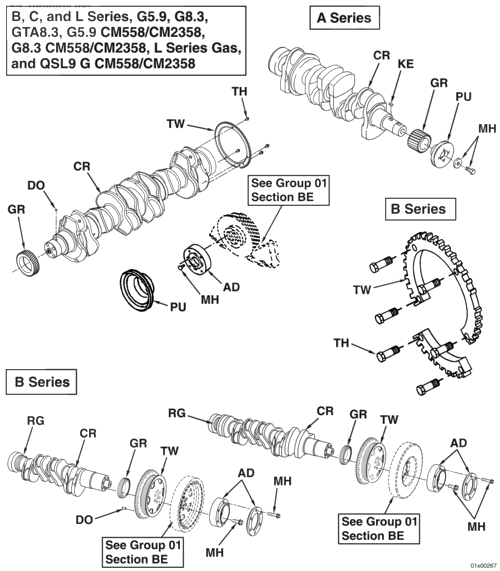 B, C, and L Series, G5.9, G8.3,
GTA8.3, G5.9 CM558/CM2358,
G8.3 CM558/CM2358, L Series Gas,
and QSL9 G CM558/CM2358
A Series
CR
KE
GR
PU
MH
TH
TW
CR
DO
GR
See Group 01
Section BE
AD
MH
PU
B Series
TW
TH
B Series
RG
CR
GR
TW
AD
MH
DO
MH
See Group 01
Section BE
RG
CR
GR
TW
AD
MH
See Group 01
Section BE
01x00267